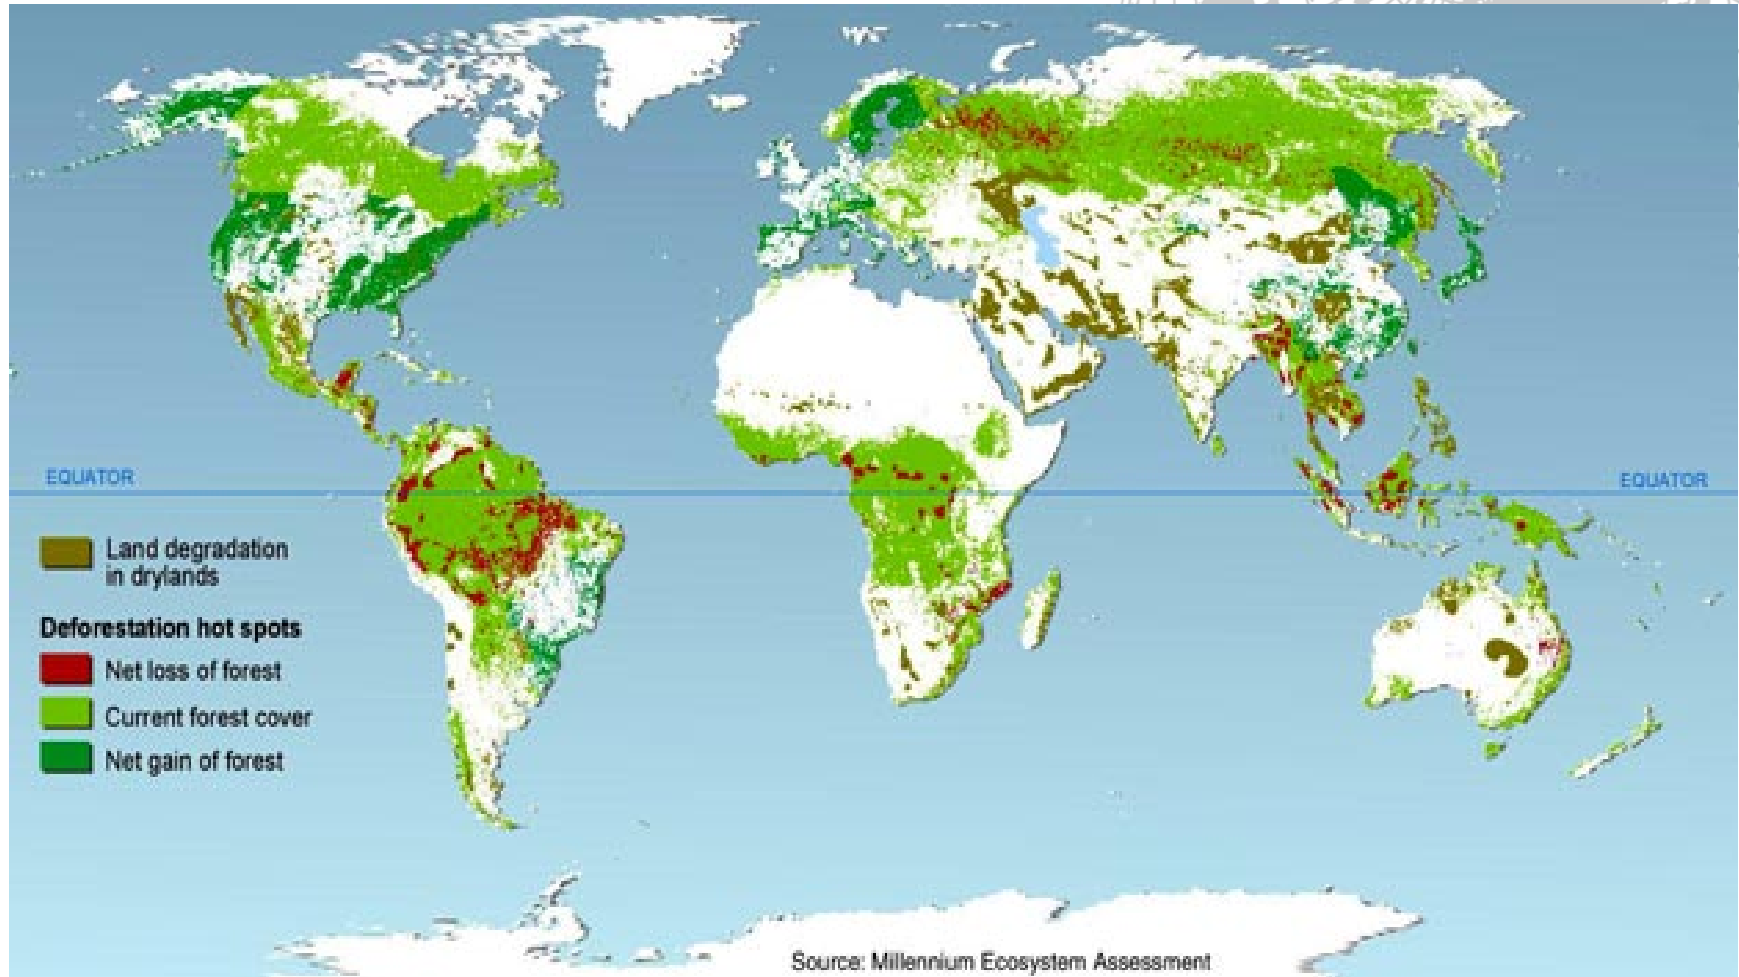 EQUATOR
EQUATOR
Land degradation
in drylands
Deforestation hot spots
Net loss of forest
Current forest cover
Net gain of forest
Source: Millennium Ecosystem Assessment